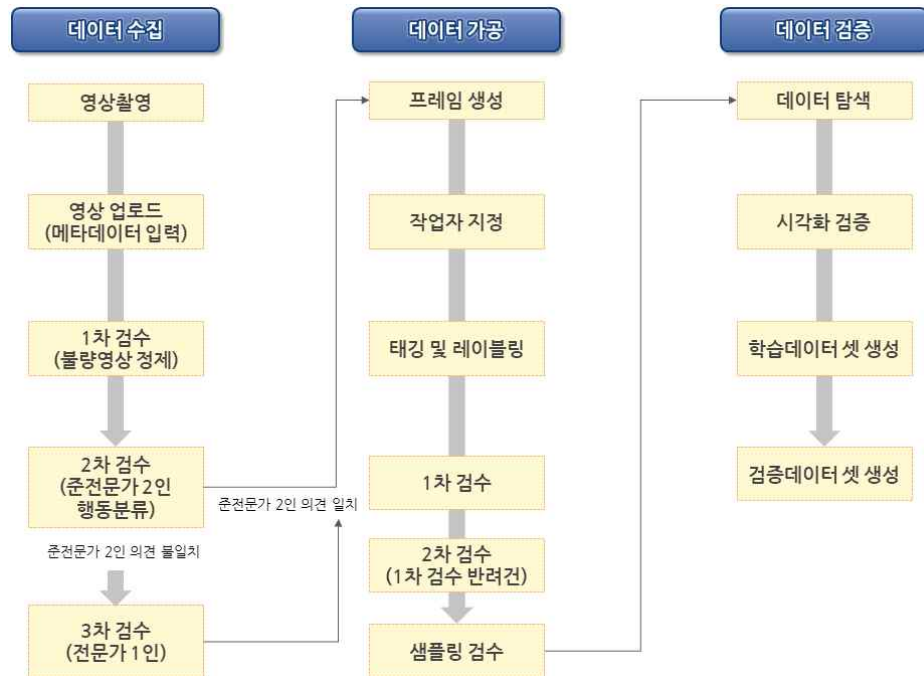 데이터 수집
영상촬영
영상 업로드
(메타데이터 입력)
1차 검수
(불량영상 정제)
2차 검수
(준전문가 2인
행동분류)
준전문가 2인 의견 일치
준전문가 2인 의견 불일치
3차 검수
(전문가 1인)
데이터 가공
프레임 생성
작업자 지정
태깅 및 레이블링
1차 검수
2차 검수
(1차 검수 반려건)
샘플링 검수
데이터 검증
데이터 탐색
시각화 검증
학습데이터 셋 생성
검증데이터 셋 생성